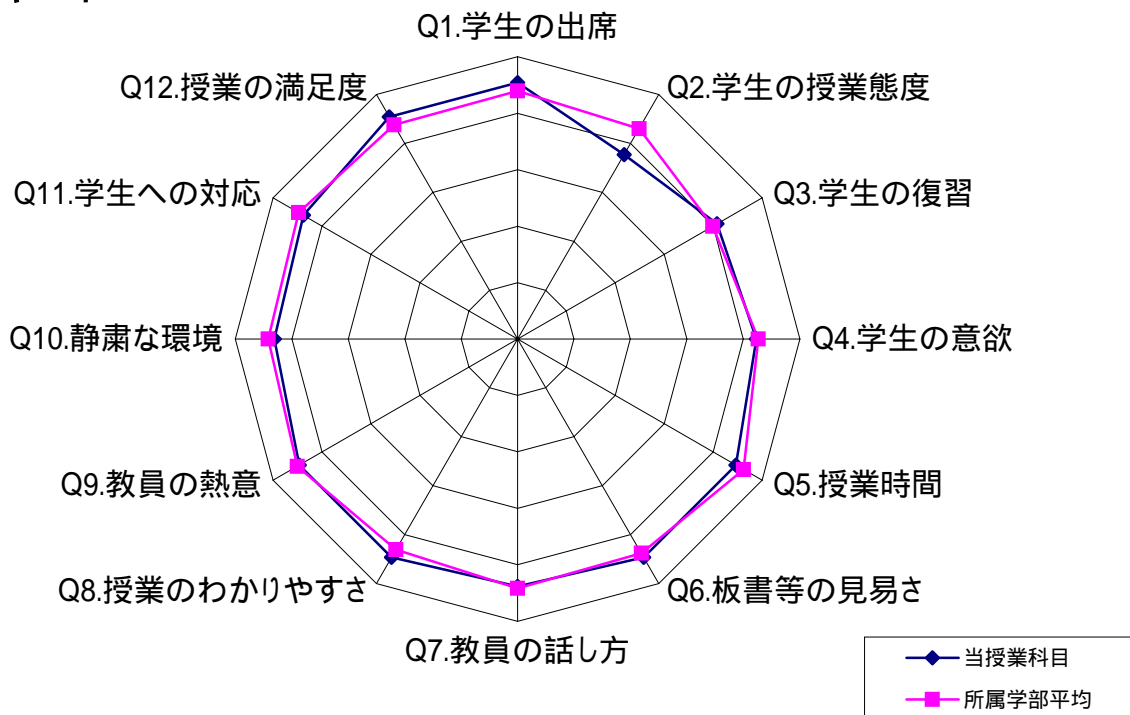 Q1.学生の出席
Q2.学生の授業態度
Q3.学生の復習
Q4.学生の意欲
Q5.授業時間
Q6.板書等の見易さ
Q7.教員の話し方
Q8.授業のわかりやすさ
Q9.教員の熱意
Q10.静粛な環境
Q11.学生への対応
Q12.授業の満足度
当授業科目
所属学部平均